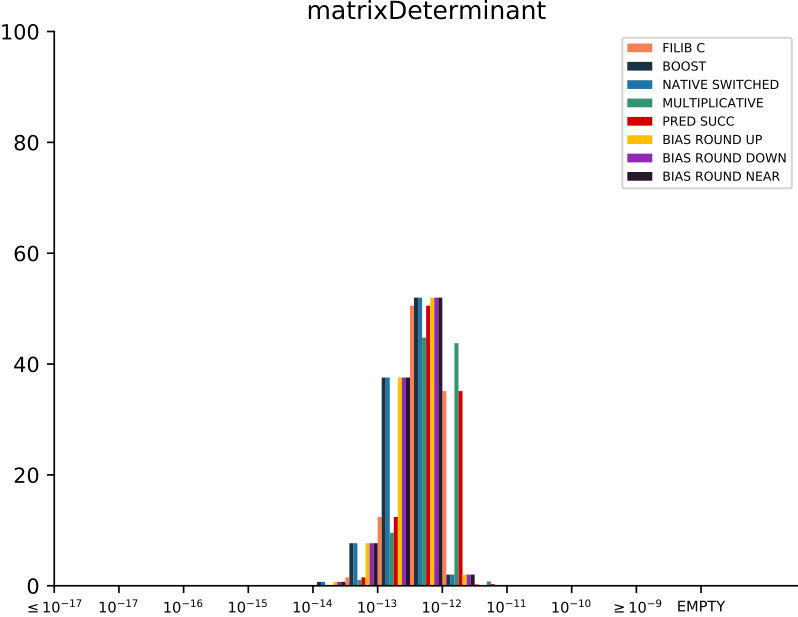 matrixDeterminant
100
80
60
40
20
0
FILIB C
BOOST
NATIVE SWITCHED
MULTIPLICATIVE
PRED SUCC
BIAS ROUND UP
BIAS ROUND DOWN
BIAS ROUND NEAR
≤ 10⁻¹⁷ 10⁻¹⁷ 10⁻¹⁶ 10⁻¹⁵ 10⁻¹⁴ 10⁻¹³ 10⁻¹² 10⁻¹¹ 10⁻¹⁰ ≥ 10⁻⁹ EMPTY